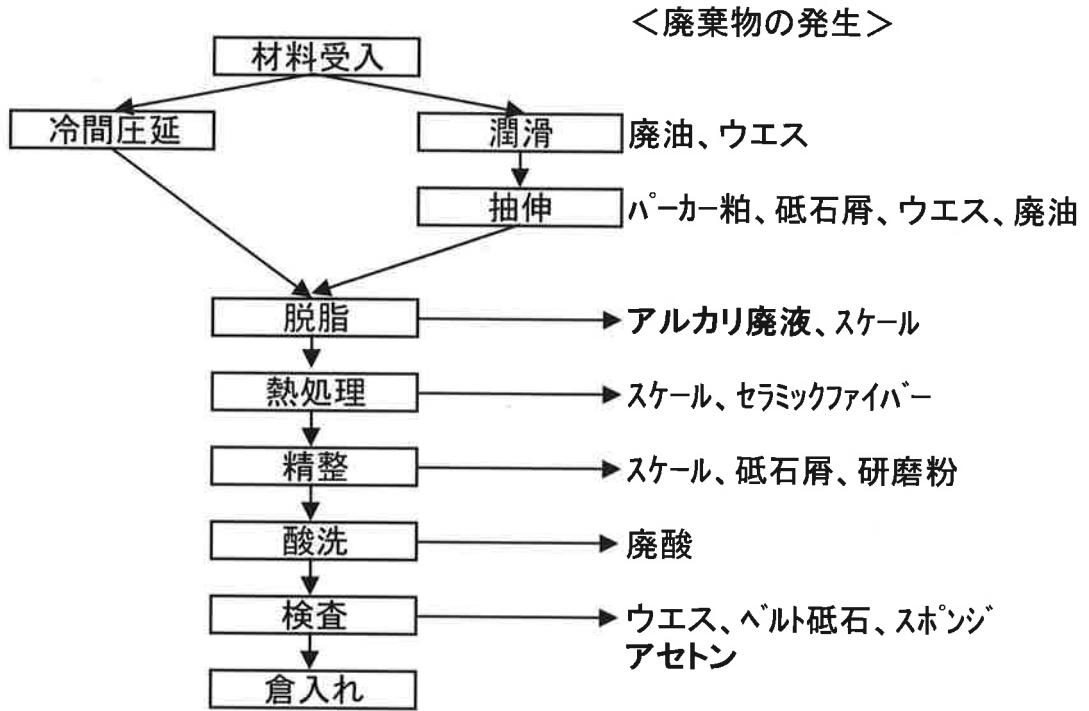 ＜廃棄物の発生＞
材料受入
冷間圧延
潤滑
廃油、ウエス
抽伸
ﾊﾟｰｶｰ粕、砥石屑、ウエス、廃油
脱脂
アルカリ廃液、ｽｹｰﾙ
熱処理
ｽｹｰﾙ、ｾﾗﾐｯｸﾌｧｲﾊﾞｰ
精整
ｽｹｰﾙ、砥石屑、研磨粉
酸洗
廃酸
検査
ウエス、ﾍﾞﾙﾄ砥石、ｽﾎﾟﾝｼﾞ
アセトン
倉入れ